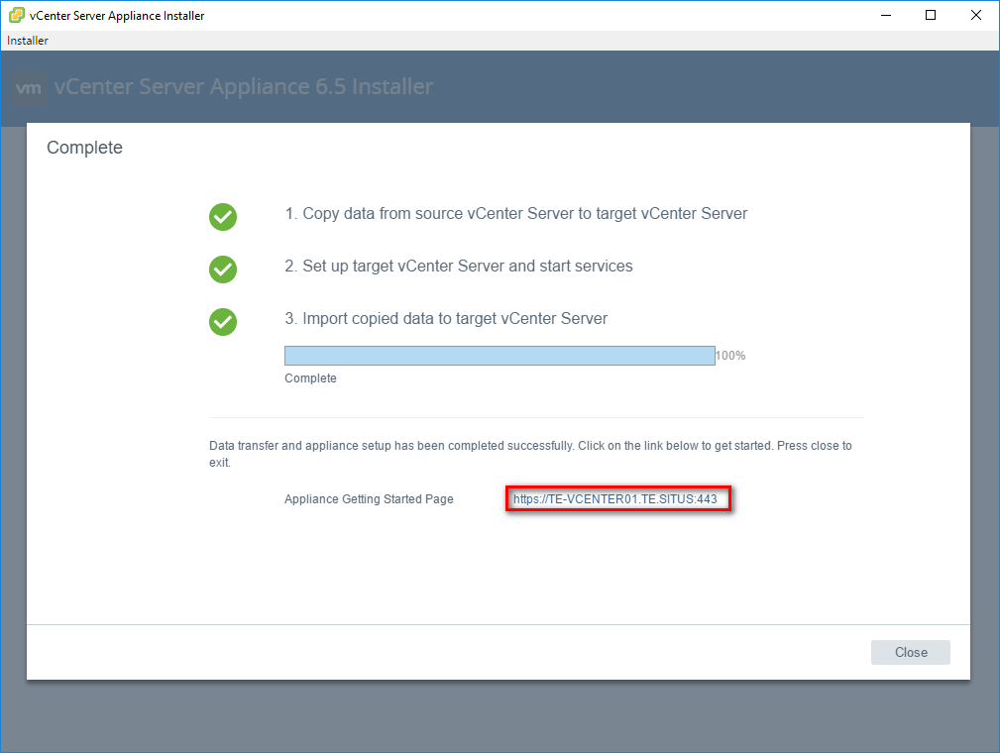 vCenter Server Appliance Installer
Installer
vm vCenter Server Appliance 6.5 Installer
Complete
1. Copy data from source vCenter Server to target vCenter Server
2. Set up target vCenter Server and start services
3. Import copied data to target vCenter Server
100%
Complete
Data transfer and appliance setup has been completed successfully. Click on the link below to get started. Press close to
exit.
Appliance Getting Started Page https://TE-VCENTER01.TE.SITUS:443
Close